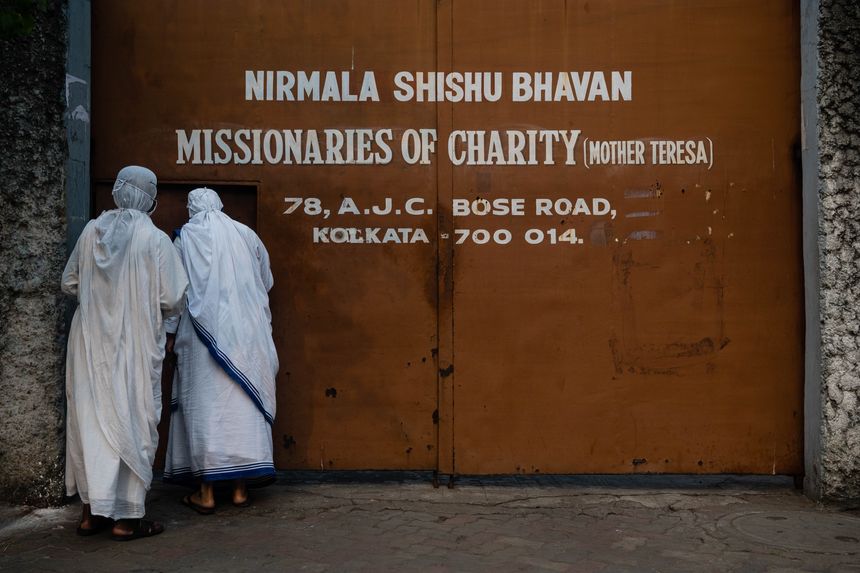 NIRMALA SHISHU BHAVAN
MISSIONARIES OF CHARITY (MOTHER TERESA)
78, A.J.C. BOSE ROAD,
KOLKATA - 700 014.